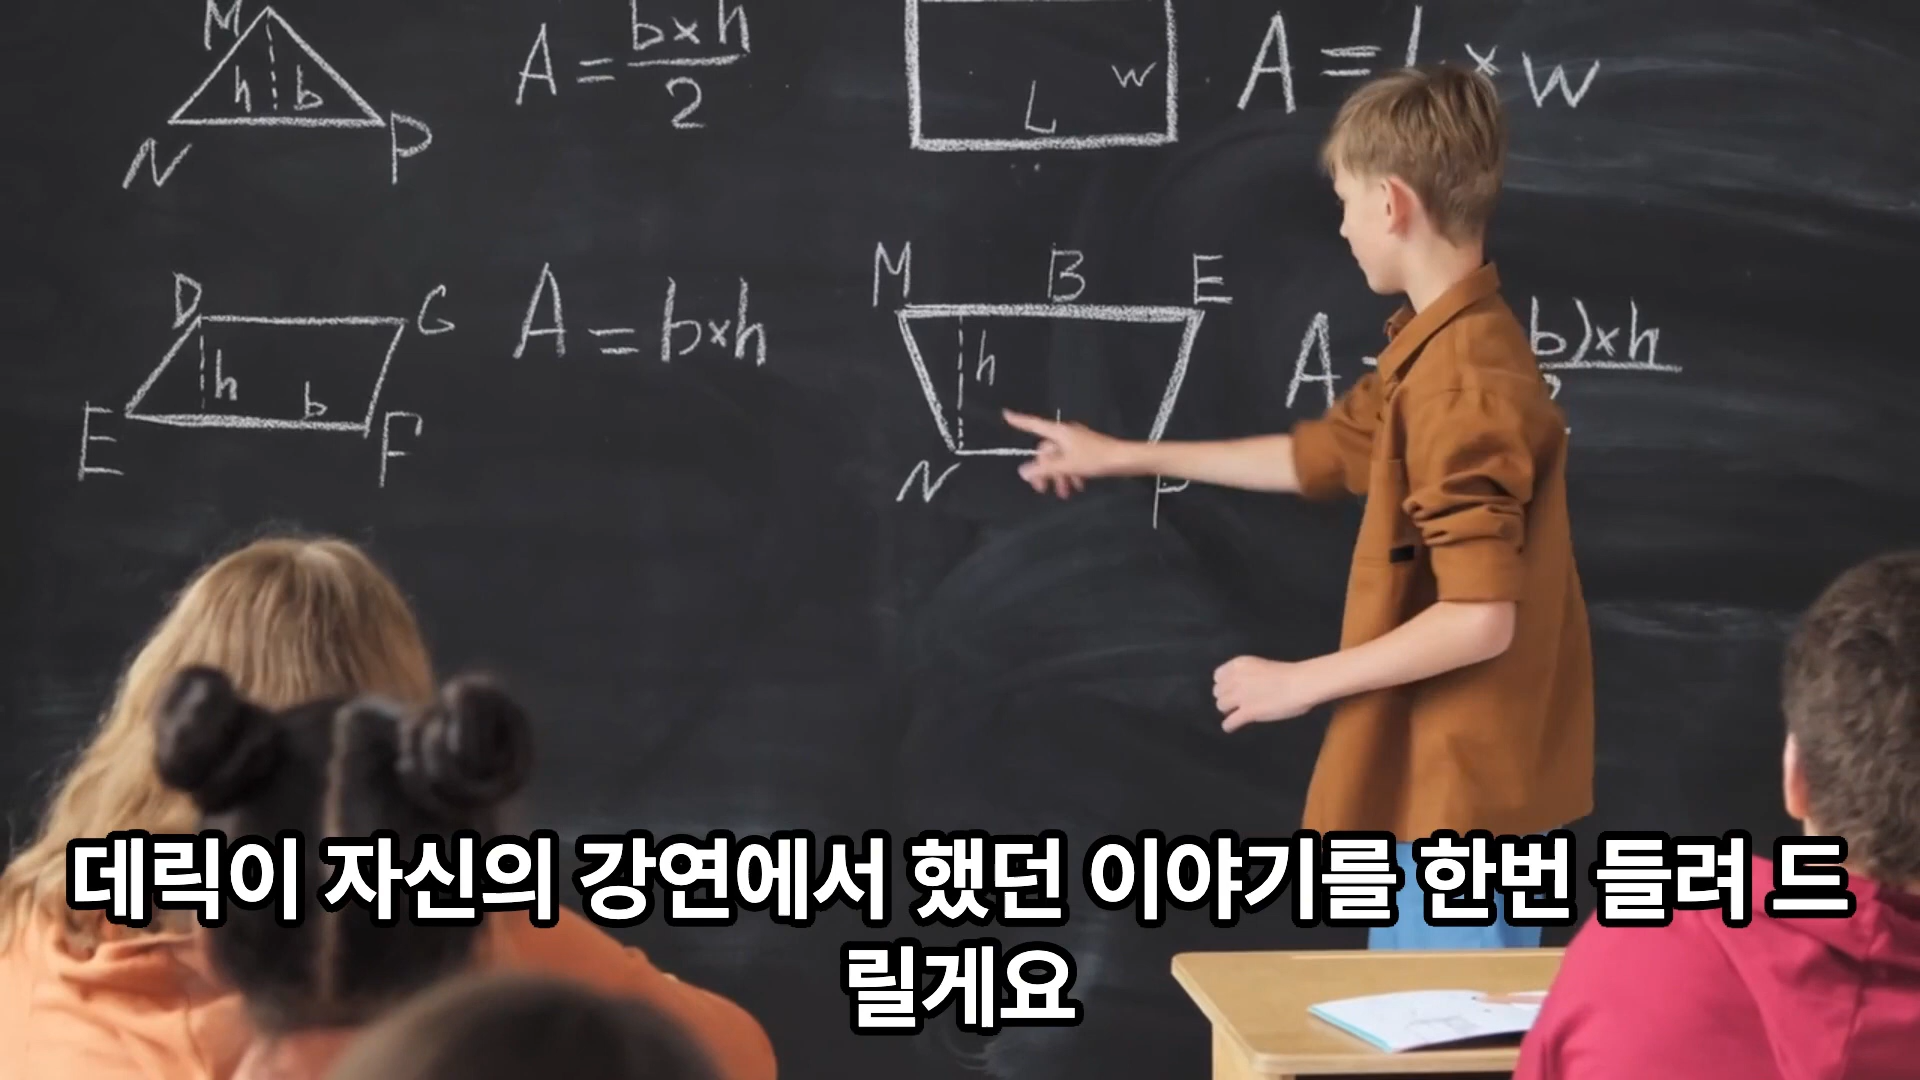 M
h b
N P
A = b×h / 2
L w
A = L × w
D G
h b
E F
A = b×h
M B E
h
N P
A = b)×h
데릭이 자신의 강연에서 했던 이야기를 한번 들려 드
릴게요